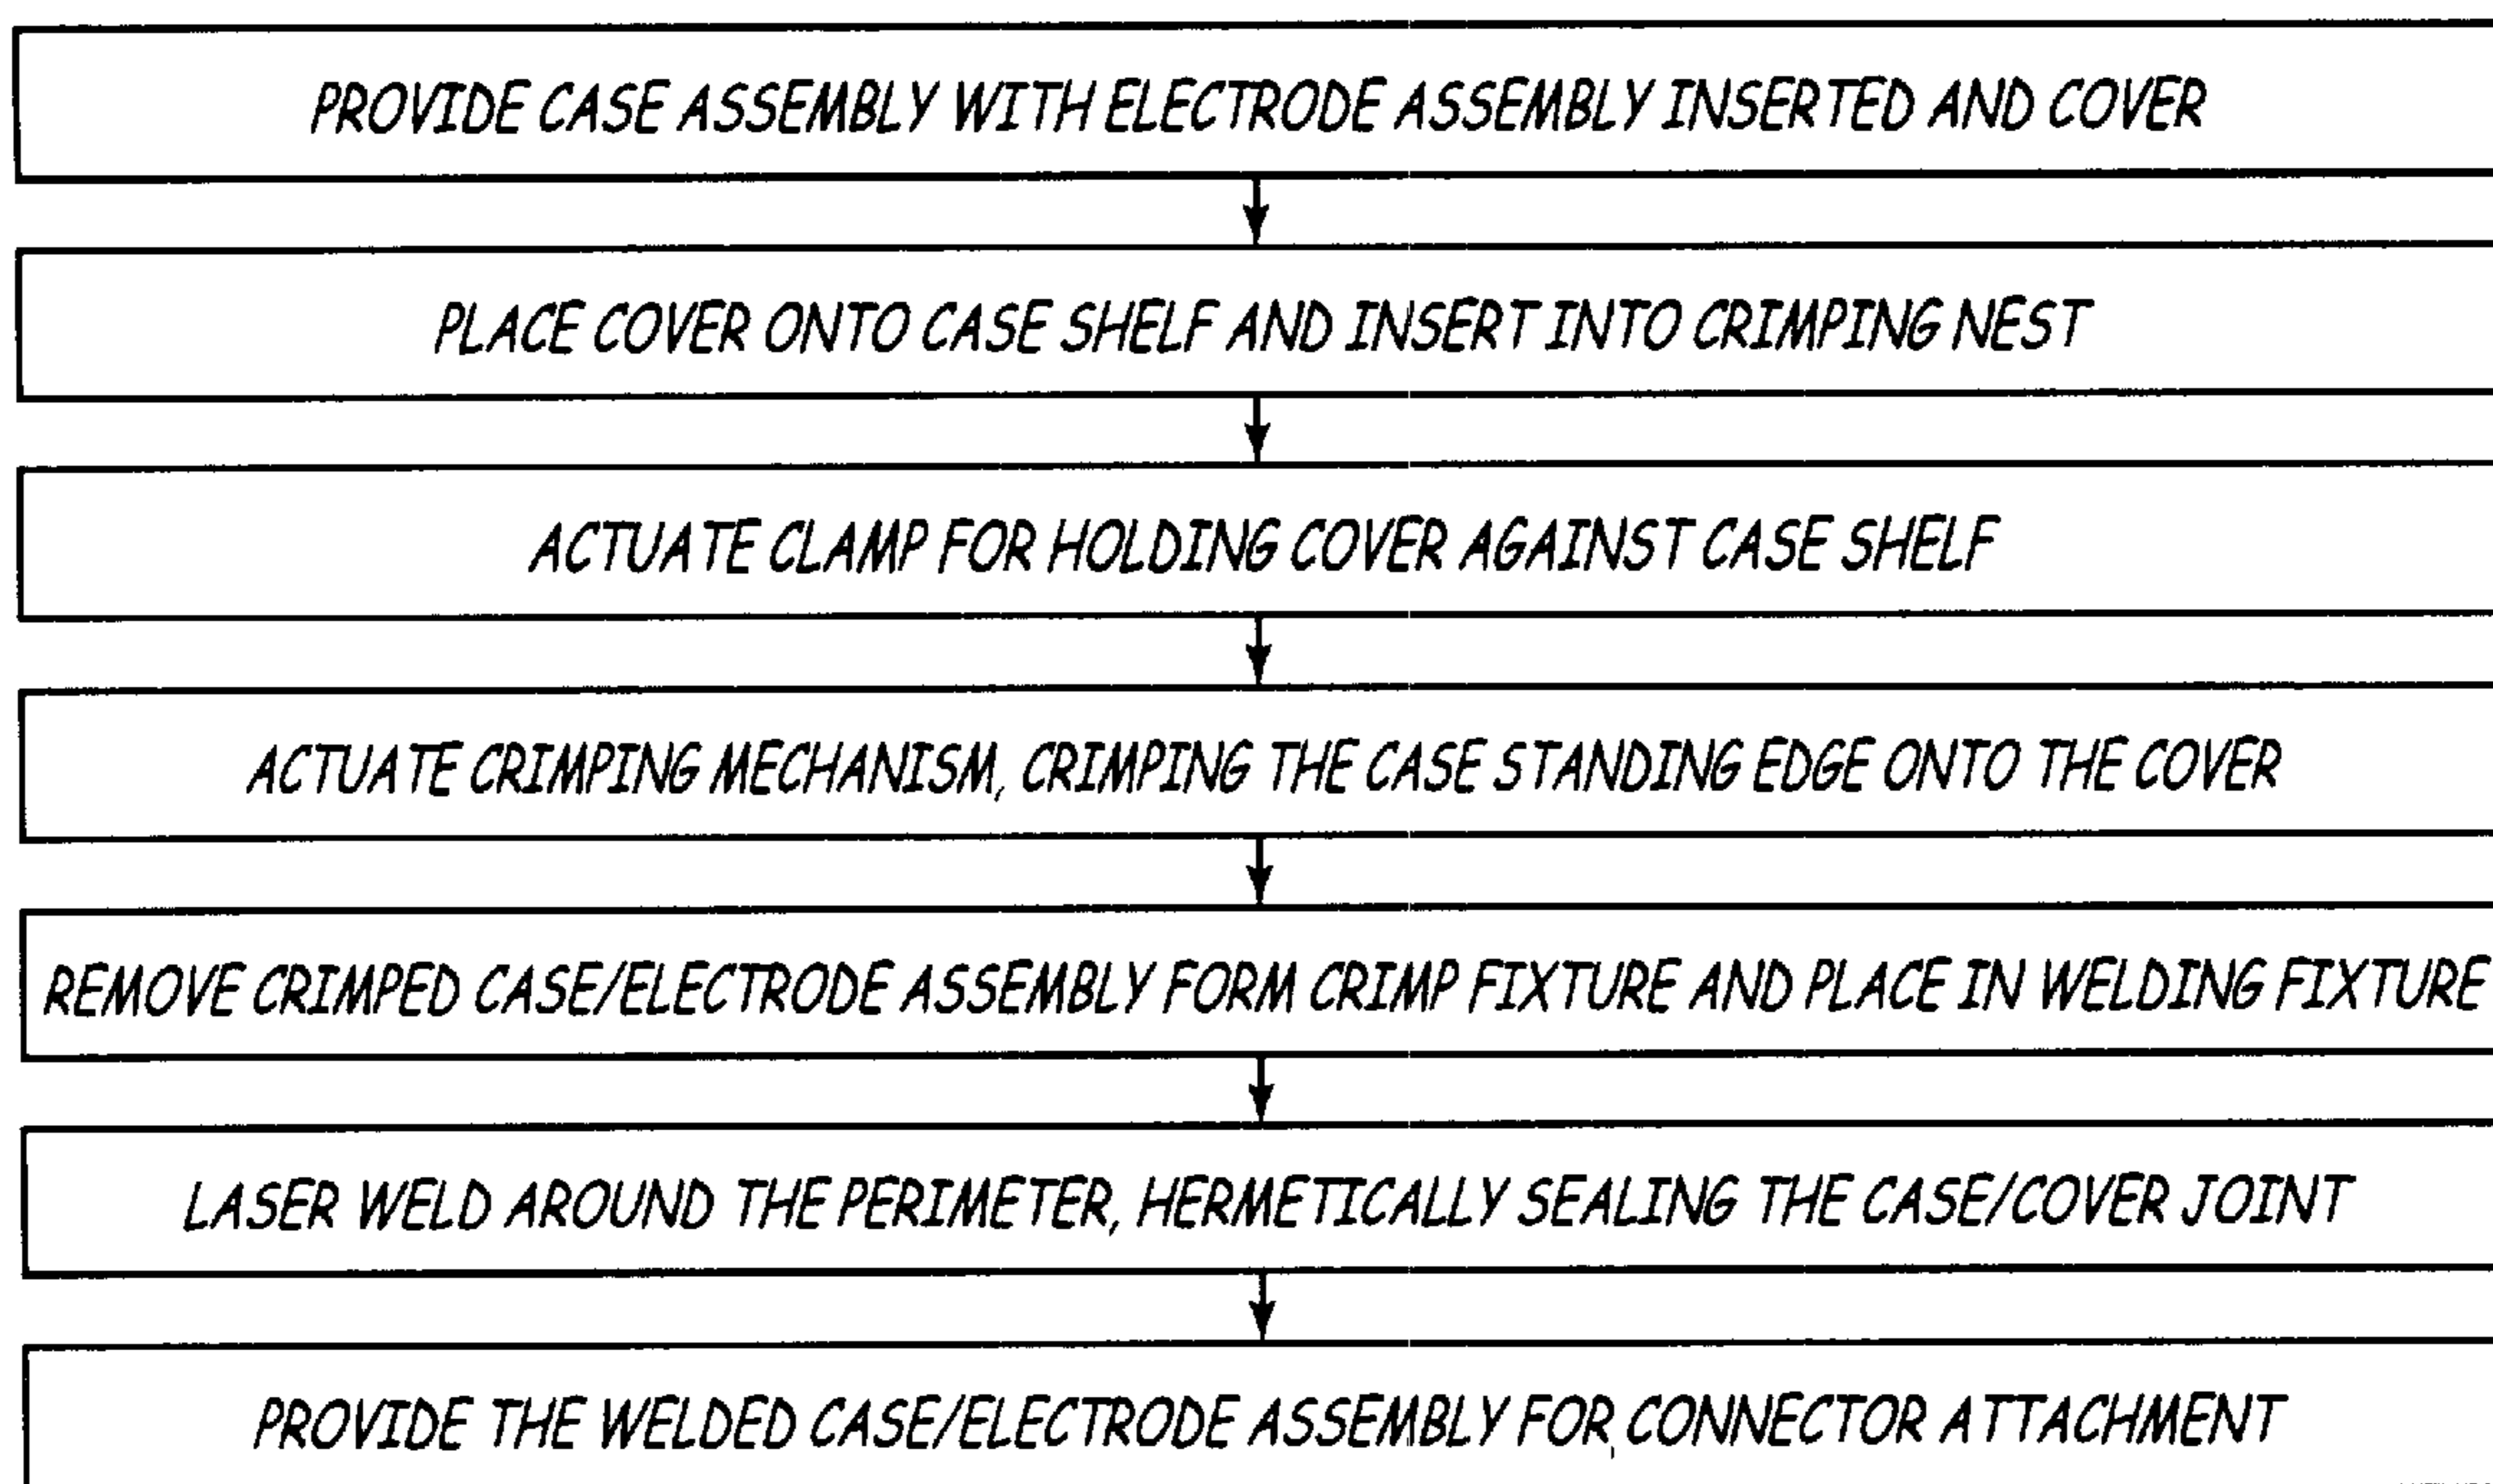 PROVIDE CASE ASSEMBLY WITH ELECTRODE ASSEMBLY INSERTED AND COVER
PLACE COVER ONTO CASE SHELF AND INSERT INTO CRIMPING NEST
ACTUATE CLAMP FOR HOLDING COVER AGAINST CASE SHELF
ACTUATE CRIMPING MECHANISM, CRIMPING THE CASE STANDING EDGE ONTO THE COVER
REMOVE CRIMPED CASE/ELECTRODE ASSEMBLY FORM CRIMP FIXTURE AND PLACE IN WELDING FIXTURE
LASER WELD AROUND THE PERIMETER, HERMETICALLY SEALING THE CASE/COVER JOINT
PROVIDE THE WELDED CASE/ELECTRODE ASSEMBLY FOR CONNECTOR ATTACHMENT